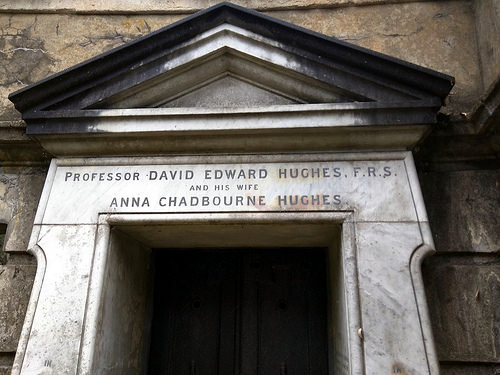 PROFESSOR DAVID EDWARD HUGHES, F.R.S.
AND HIS WIFE
ANNA CHADBOURNE HUGHES.